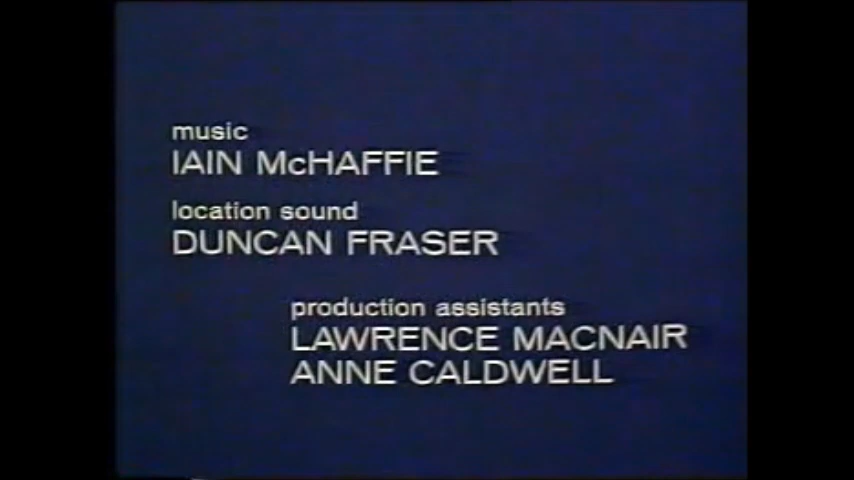 music
IAIN McHAFFIE
location sound
DUNCAN FRASER
production assistants
LAWRENCE MACNAIR
ANNE CALDWELL